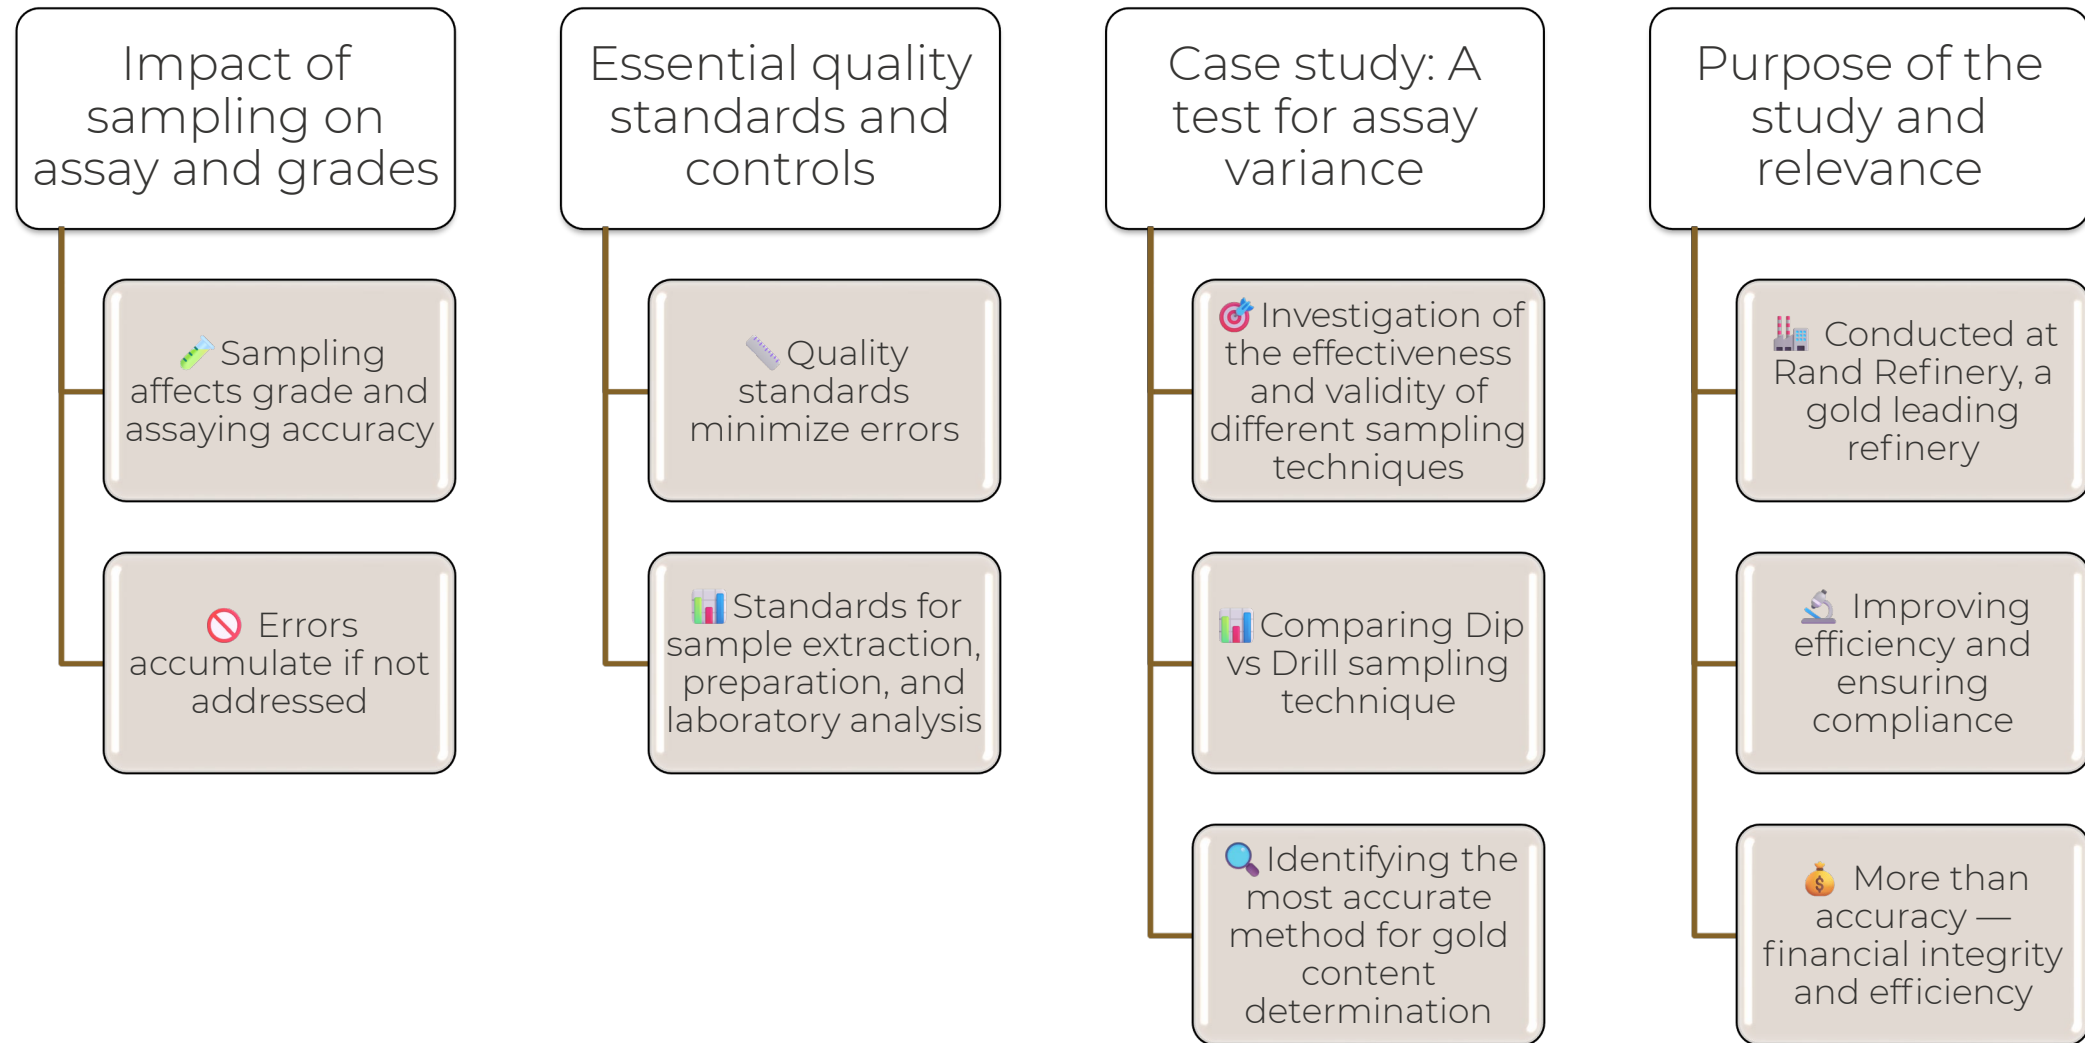 Impact of
sampling on
assay and grades
🧪 Sampling
affects grade and
assaying accuracy
🚫 Errors
accumulate if not
addressed
Essential quality
standards and
controls
📏 Quality
standards
minimize errors
📊 Standards for
sample extraction,
preparation, and
laboratory analysis
Case study: A
test for assay
variance
🎯 Investigation of
the effectiveness
and validity of
different sampling
techniques
📊 Comparing Dip
vs Drill sampling
technique
🔍 Identifying the
most accurate
method for gold
content
determination
Purpose of the
study and
relevance
🏭 Conducted at
Rand Refinery, a
gold leading
refinery
🔬 Improving
efficiency and
ensuring
compliance
💰 More than
accuracy —
financial integrity
and efficiency